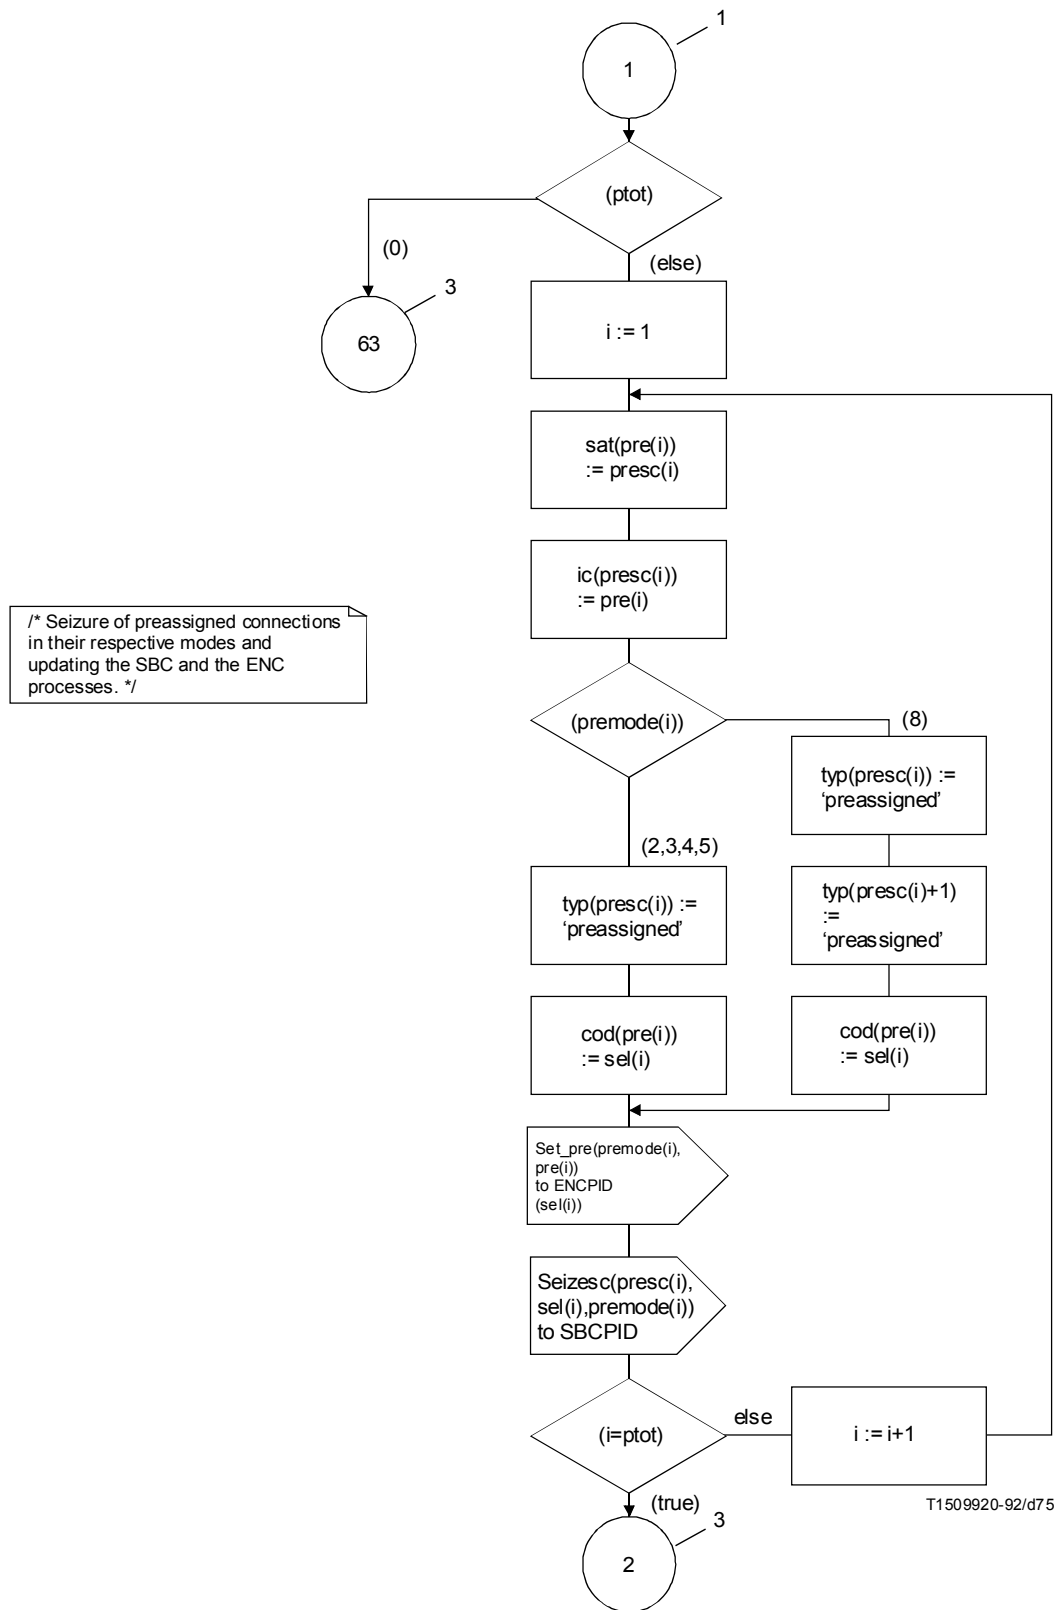 1
1
(ptot)
(0)
(else)
3
63
i := 1
sat(pre(i))
:= presc(i)
ic(presc(i))
:= pre(i)
/* Seizure of preassigned connections
in their respective modes and
updating the SBC and the ENC
processes. */
(premode(i))
(8)
typ(presc(i)) :=
‘preassigned’
(2,3,4,5)
typ(presc(i)) :=
‘preassigned’
typ(presc(i)+1)
:=
‘preassigned’
cod(pre(i))
:= sel(i)
cod(pre(i))
:= sel(i)
Set_pre(premode(i),
pre(i))
to ENCPID
(sel(i))
Seizesc(presc(i),
sel(i),premode(i))
to SBCPID
(i=ptot)
else
i := i+1
(true)
T1509920-92/d75
3
2